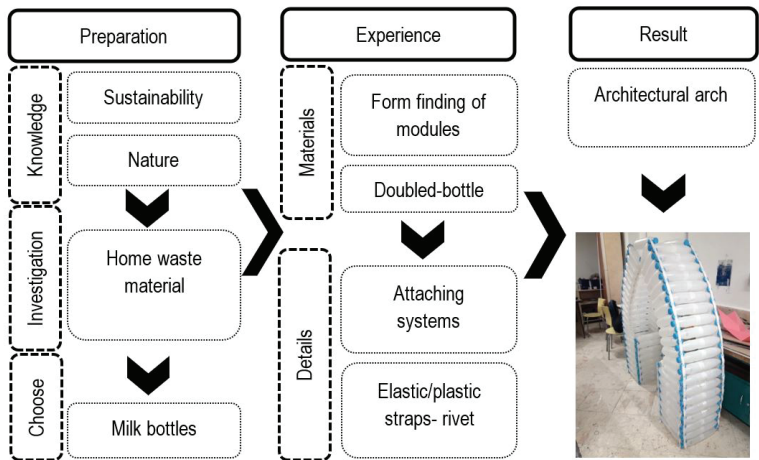 Preparation
Knowledge
Sustainability
Nature
Investigation
Home waste
material
Choose
Milk bottles
Experience
Materials
Form finding of
modules
Doubled-bottle
Details
Attaching
systems
Elastic/plastic
straps- rivet
Result
Architectural arch